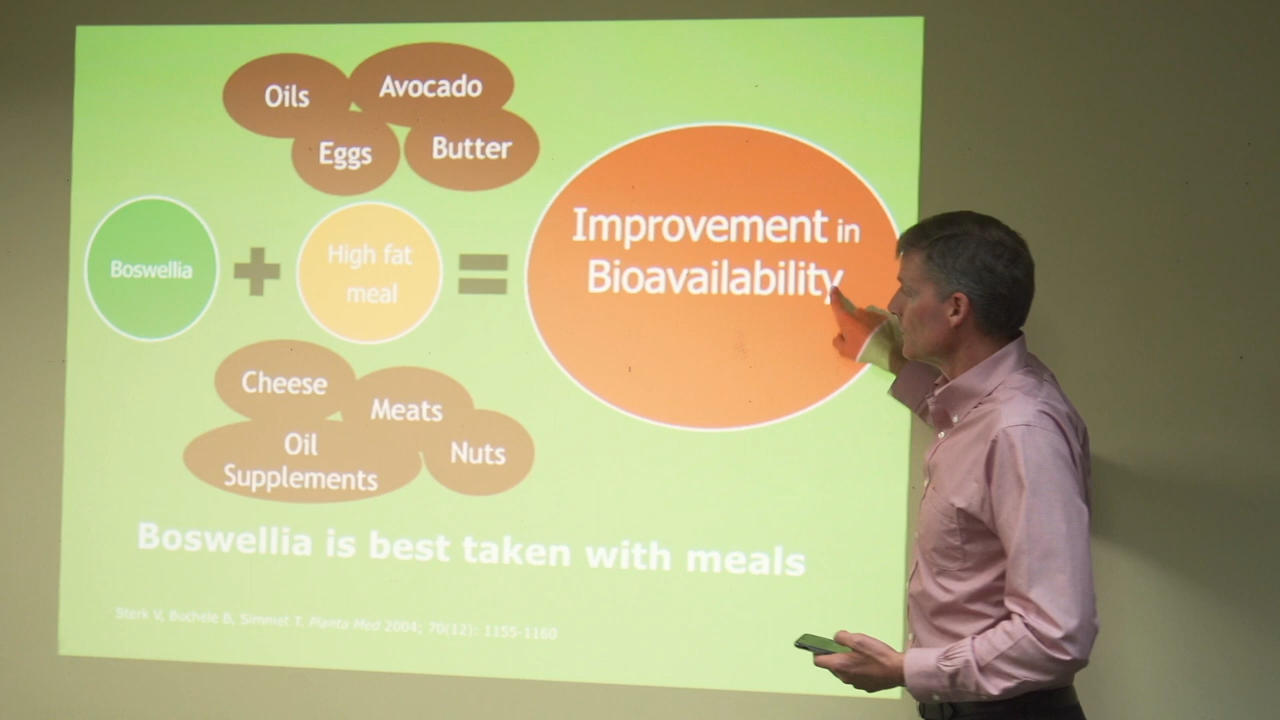 Oils
Avocado
Eggs
Butter
Boswellia
+
High fat
meal
=
Improvement in
Bioavailability
Cheese
Meats
Oil
Supplements
Nuts
Boswellia is best taken with meals
Sterk V, Buchele B, Simmet T. Planta Med 2004; 70(12): 1155-1160